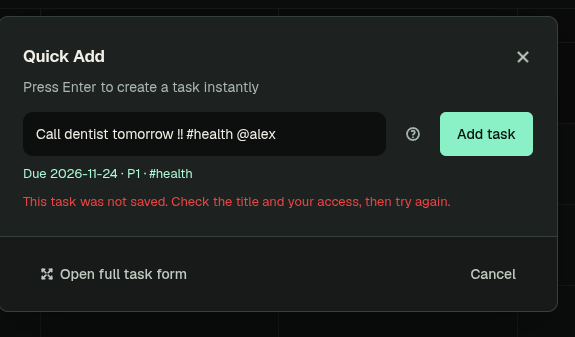 Quick Add
Press Enter to create a task instantly
Call dentist tomorrow !! #health @alex
Add task
Due 2026-11-24 · P1 · #health
This task was not saved. Check the title and your access, then try again.
Open full task form
Cancel